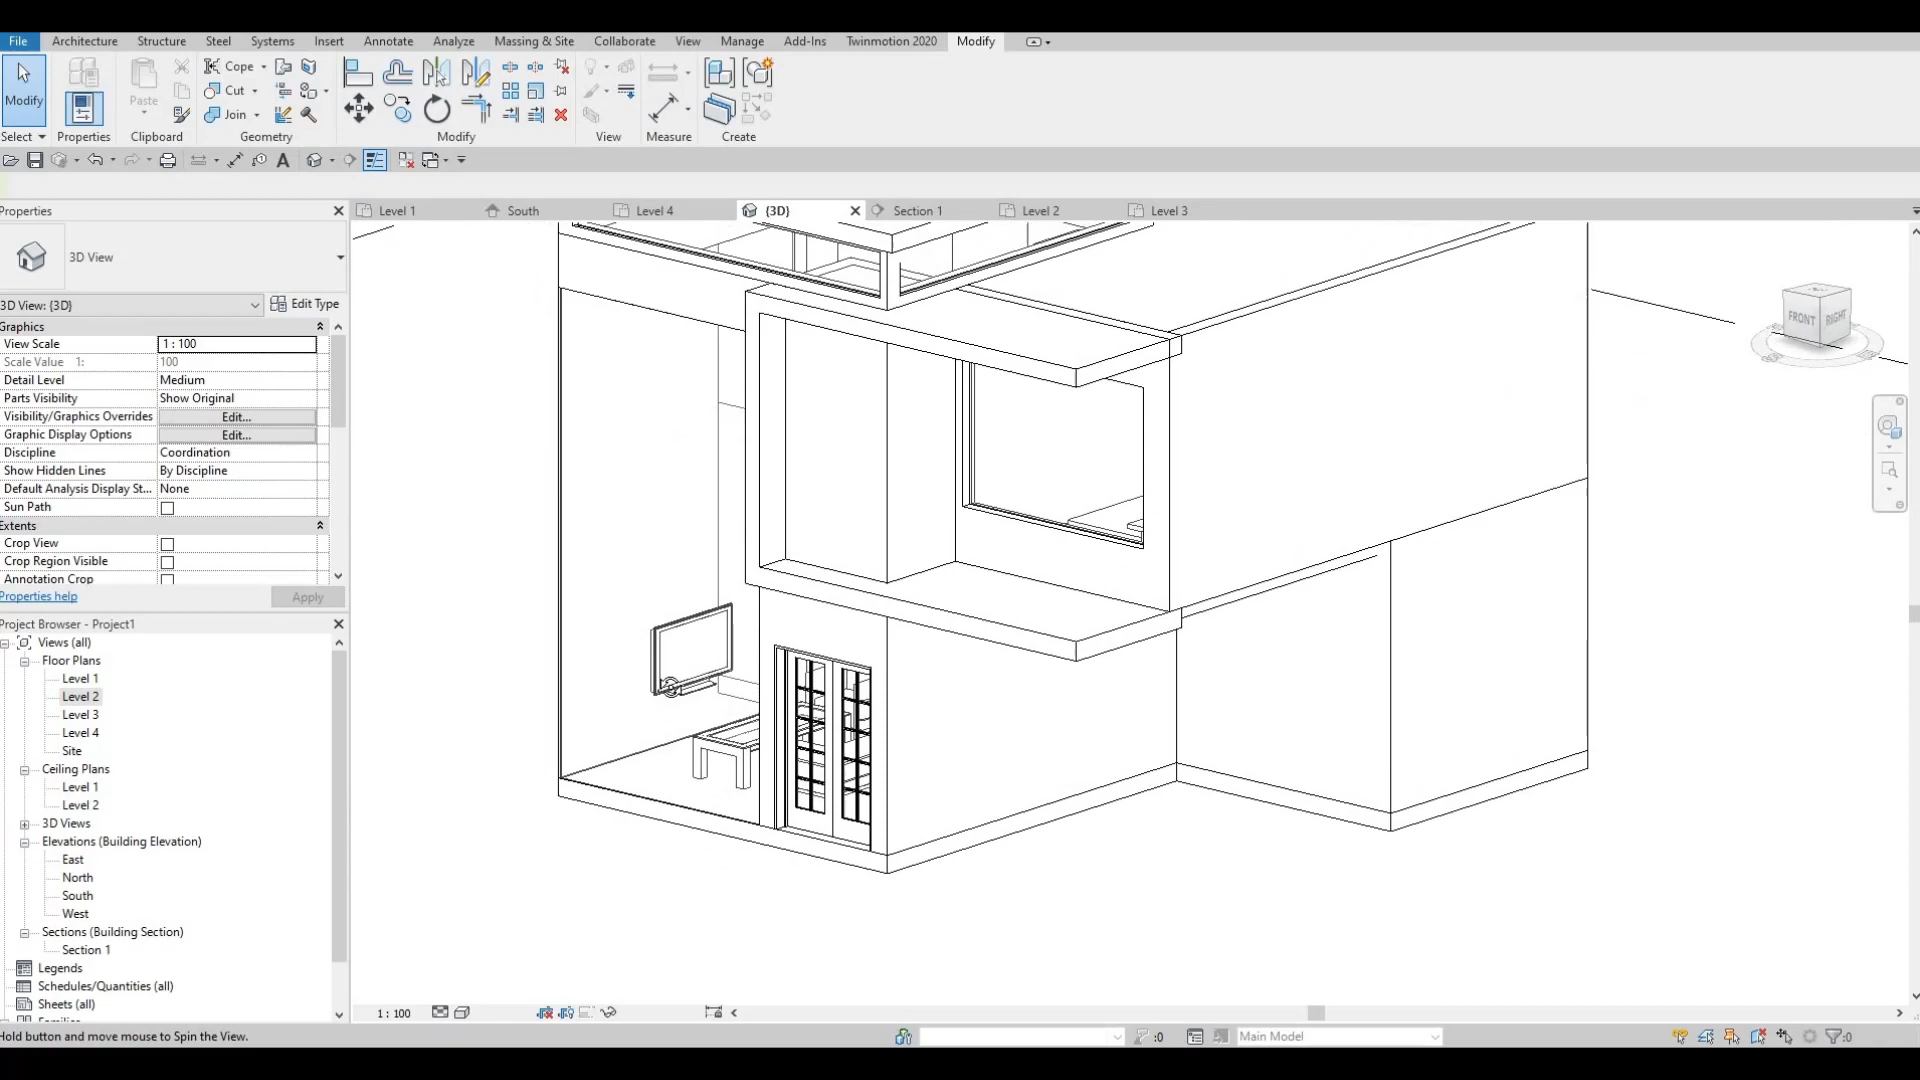 File Architecture Structure Steel Systems Insert Annotate Analyze Massing & Site Collaborate View Manage Add-Ins Twinmotion 2020 Modify
Cope
Modify Paste Cut
Join
Select Properties Clipboard Geometry Modify View Measure Create
A
Properties Level 1 South Level 4 {3D} Section 1 Level 2 Level 3
3D View
3D View: {3D} Edit Type
Graphics
View Scale 1 : 100
Scale Value 1: 100
Detail Level Medium
Parts Visibility Show Original
Visibility/Graphics Overrides Edit...
Graphic Display Options Edit...
Discipline Coordination
Show Hidden Lines By Discipline
Default Analysis Display St... None
Sun Path
Extents
Crop View
Crop Region Visible
Annotation Crop
Properties help Apply
FRONT RIGHT
Project Browser - Project1
Views (all)
Floor Plans
Level 1
Level 2
Level 3
Level 4
Site
Ceiling Plans
Level 1
Level 2
3D Views
Elevations (Building Elevation)
East
North
South
West
Sections (Building Section)
Section 1
Legends
Schedules/Quantities (all)
Sheets (all)
1 : 100
Hold button and move mouse to Spin the View. :0 Main Model :0